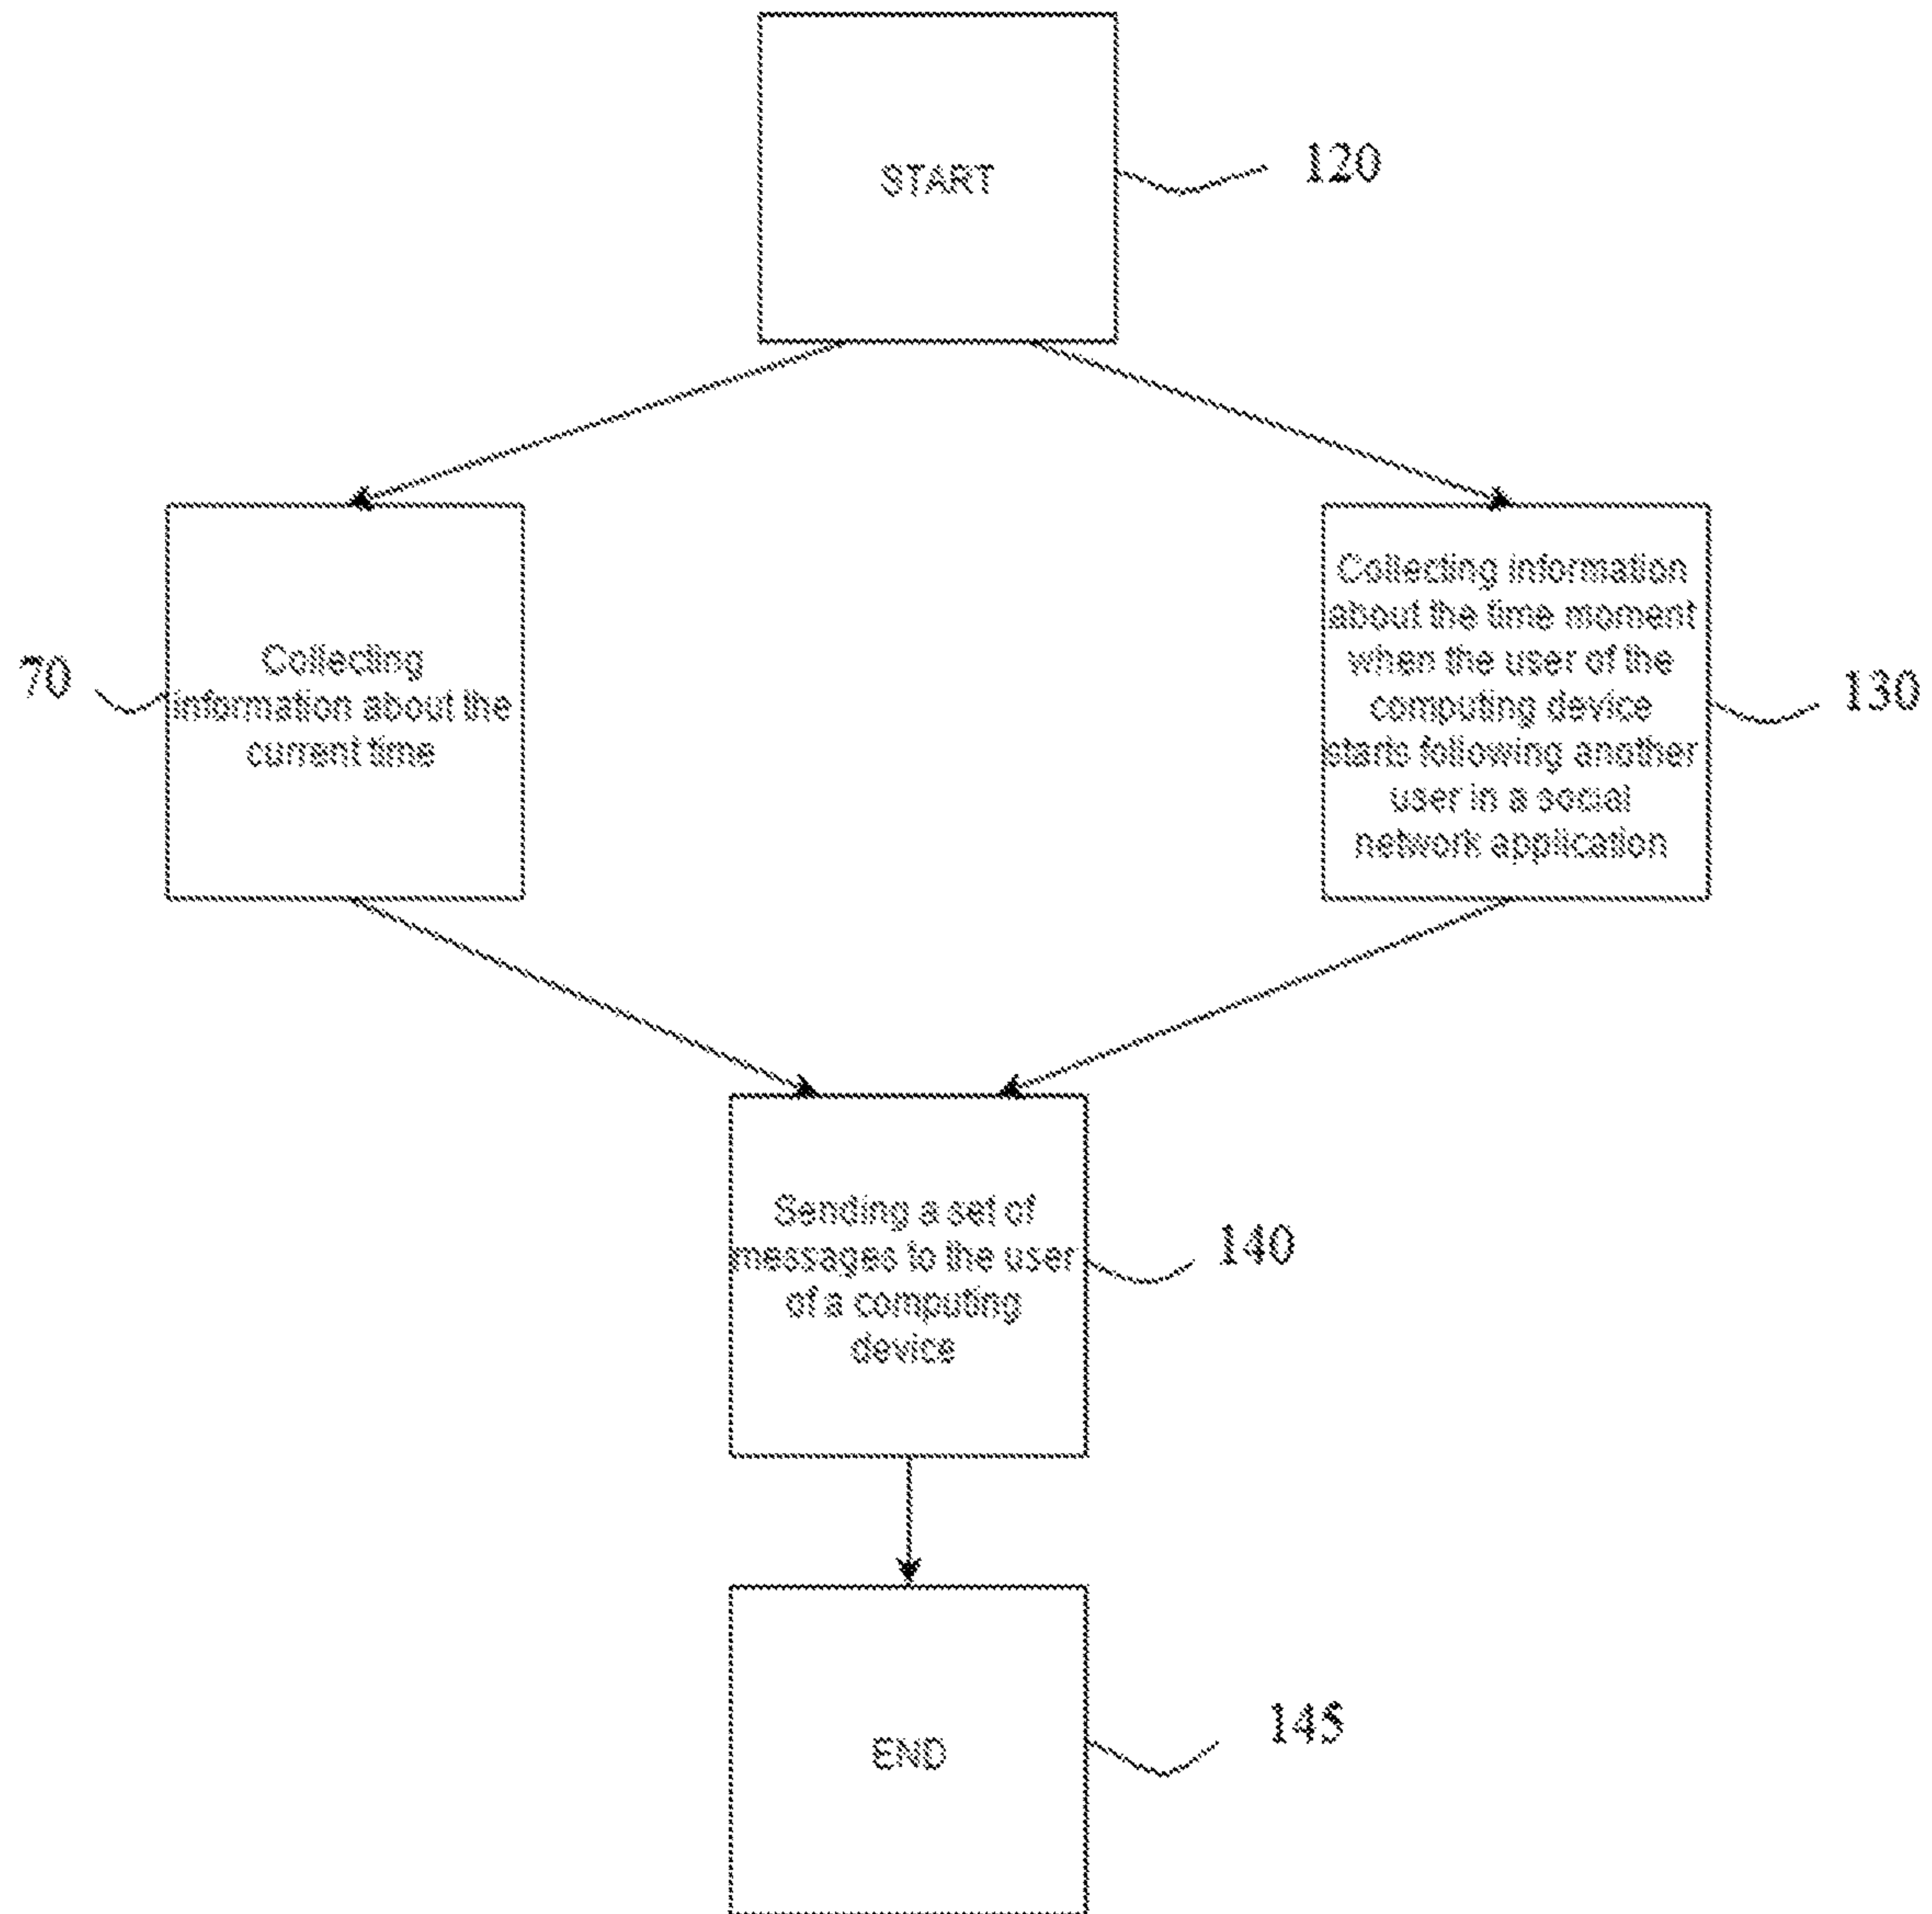 START
120
Collecting
information about the
current time
70
Collecting information
about the time moment
when the user of the
computing device
starts following another
user in a social
network application
130
Sending a set of
messages to the user
of a computing
device
140
END
145